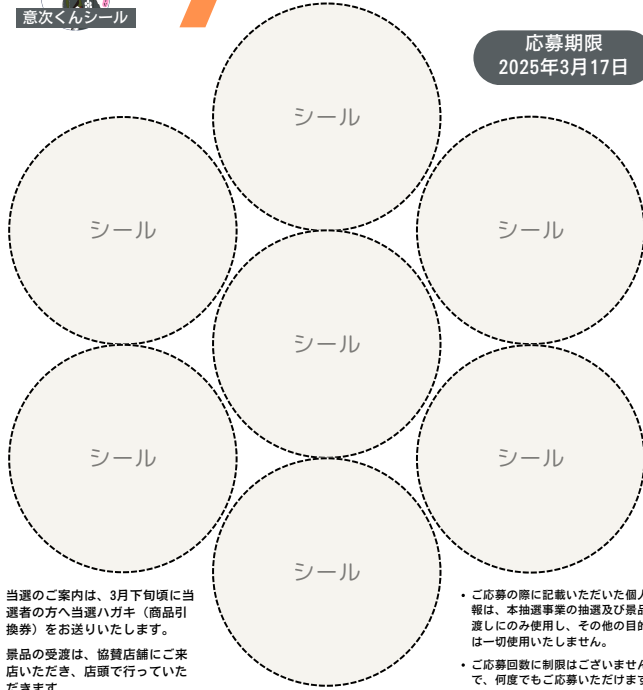 意次くんシール
応募期限
2025年3月17日
シール
シール
シール
シール
シール
シール
シール
当選のご案内は、3月下旬頃に当
選者の方へ当選ハガキ（商品引
換券）をお送りいたします。
景品の受渡は、協賛店舗にご来
店いただき、店頭で行っていた
だきます
・ご応募の際に記載いただいた個人
報は、本抽選事業の抽選及び景品
渡しにのみ使用し、その他の目的
は一切使用いたしません。
・ご応募回数に制限はございません
で、何度でもご応募いただけます